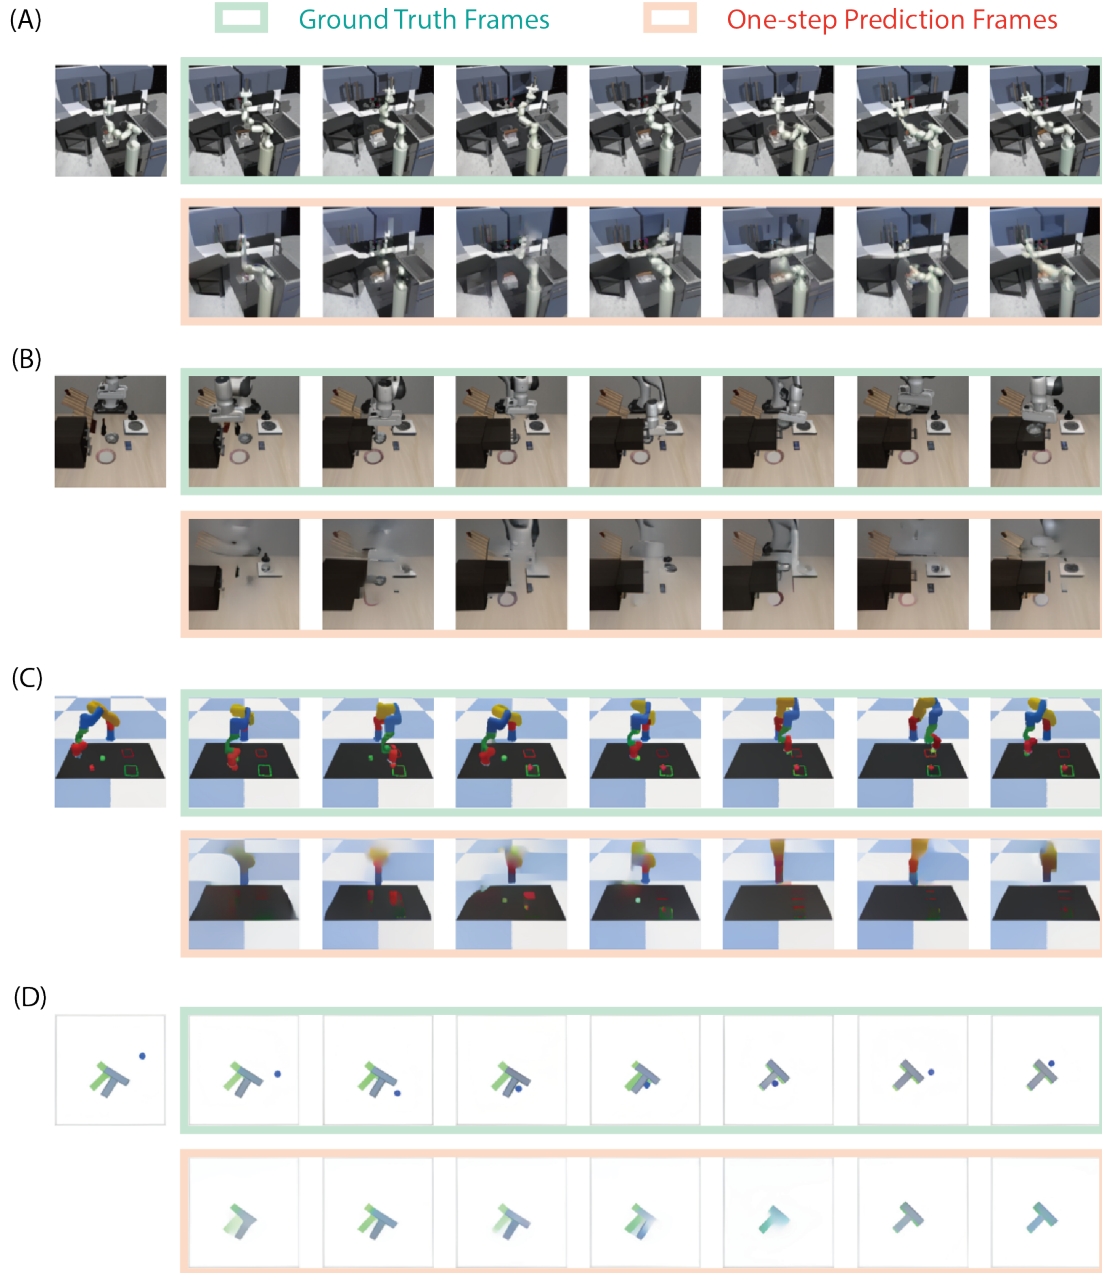 (A)
Ground Truth Frames
One-step Prediction Frames
(B)
(C)
(D)